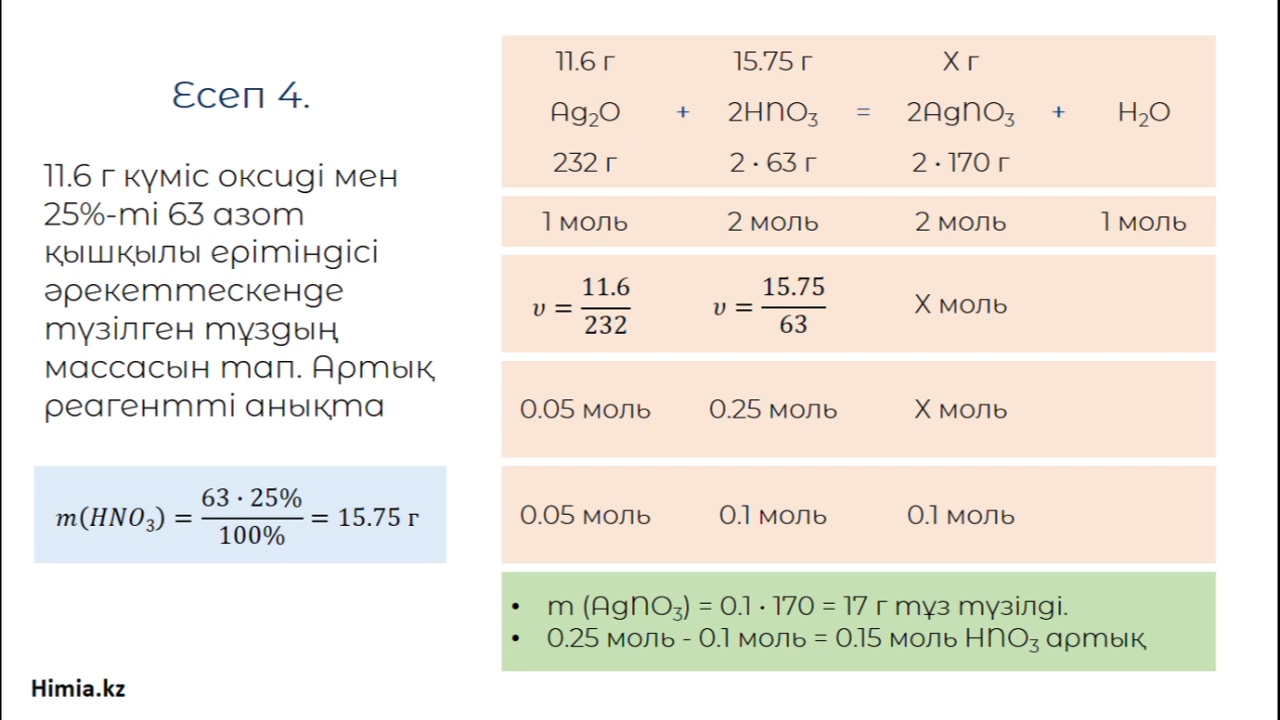 Есеп 4.
11.6 г күміс оксиді мен
25%-ті 63 азот
қышқылы ерітіндісі
әрекеттескенде
түзілген тұздың
массасын тап. Артық
реагентті анықта
m(HNO₃) = (63 · 25%)/100% = 15.75 г
11.6 г 15.75 г X г
Ag₂O + 2HNO₃ = 2AgNO₃ + H₂O
232 г 2 · 63 г 2 · 170 г
1 моль 2 моль 2 моль 1 моль
υ = 11.6/232 υ = 15.75/63 X моль
0.05 моль 0.25 моль X моль
0.05 моль 0.1 моль 0.1 моль
• m (AgNO₃) = 0.1 · 170 = 17 г тұз түзілді.
• 0.25 моль - 0.1 моль = 0.15 моль HNO₃ артық
Himia.kz